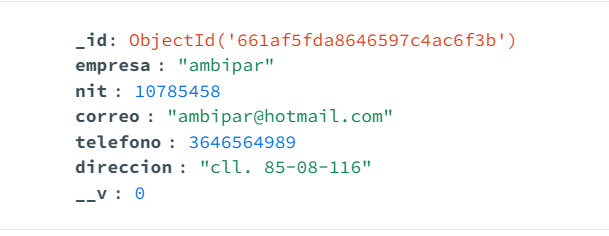 _id: ObjectId('661af5fda8646597c4ac6f3b')
empresa : "ambipar"
nit : 10785458
correo : "ambipar@hotmail.com"
telefono : 3646564989
direccion : "cll. 85-08-116"
__v : 0